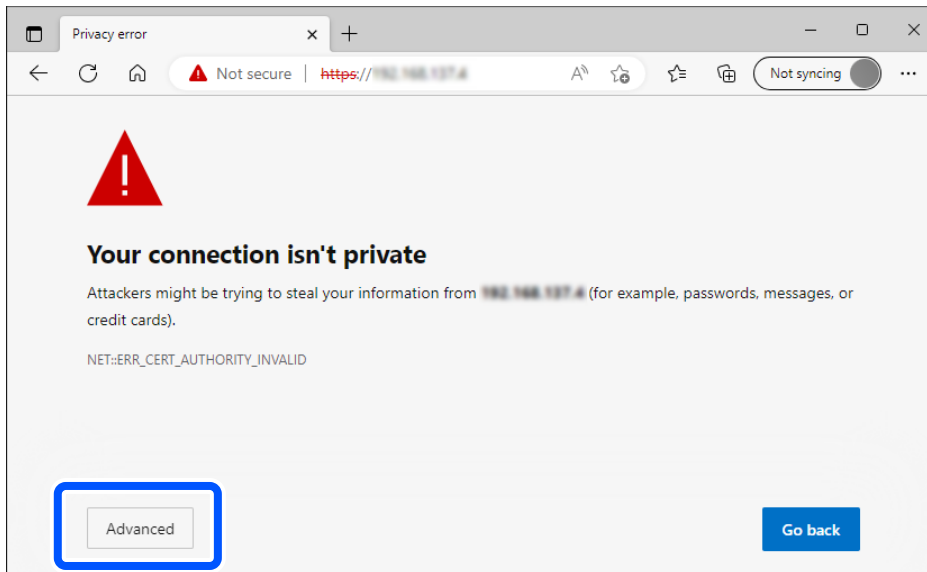 Privacy error
Not secure https://
Not syncing
Your connection isn't private
Attackers might be trying to steal your information from (for example, passwords, messages, or
credit cards).
NET::ERR_CERT_AUTHORITY_INVALID
Advanced
Go back